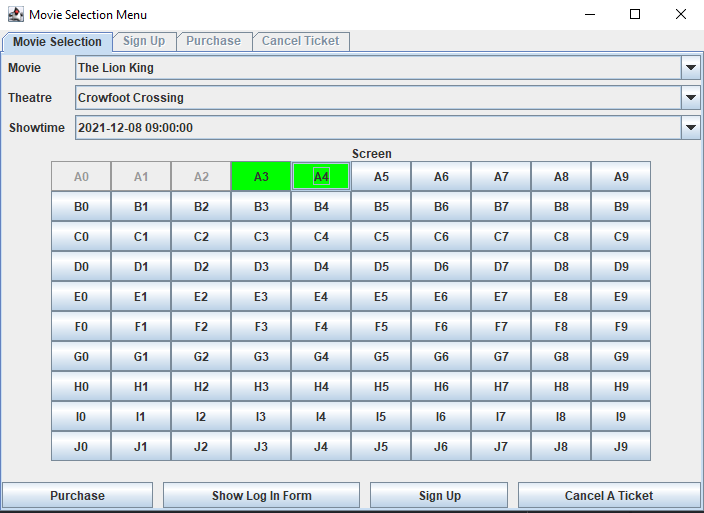 Movie Selection Menu
Movie Selection Sign Up Purchase Cancel Ticket
Movie The Lion King
Theatre Crowfoot Crossing
Showtime 2021-12-08 09:00:00
Screen
A0 A1 A2 A3 A4 A5 A6 A7 A8 A9
B0 B1 B2 B3 B4 B5 B6 B7 B8 B9
C0 C1 C2 C3 C4 C5 C6 C7 C8 C9
D0 D1 D2 D3 D4 D5 D6 D7 D8 D9
E0 E1 E2 E3 E4 E5 E6 E7 E8 E9
F0 F1 F2 F3 F4 F5 F6 F7 F8 F9
G0 G1 G2 G3 G4 G5 G6 G7 G8 G9
H0 H1 H2 H3 H4 H5 H6 H7 H8 H9
I0 I1 I2 I3 I4 I5 I6 I7 I8 I9
J0 J1 J2 J3 J4 J5 J6 J7 J8 J9
Purchase Show Log In Form Sign Up Cancel A Ticket